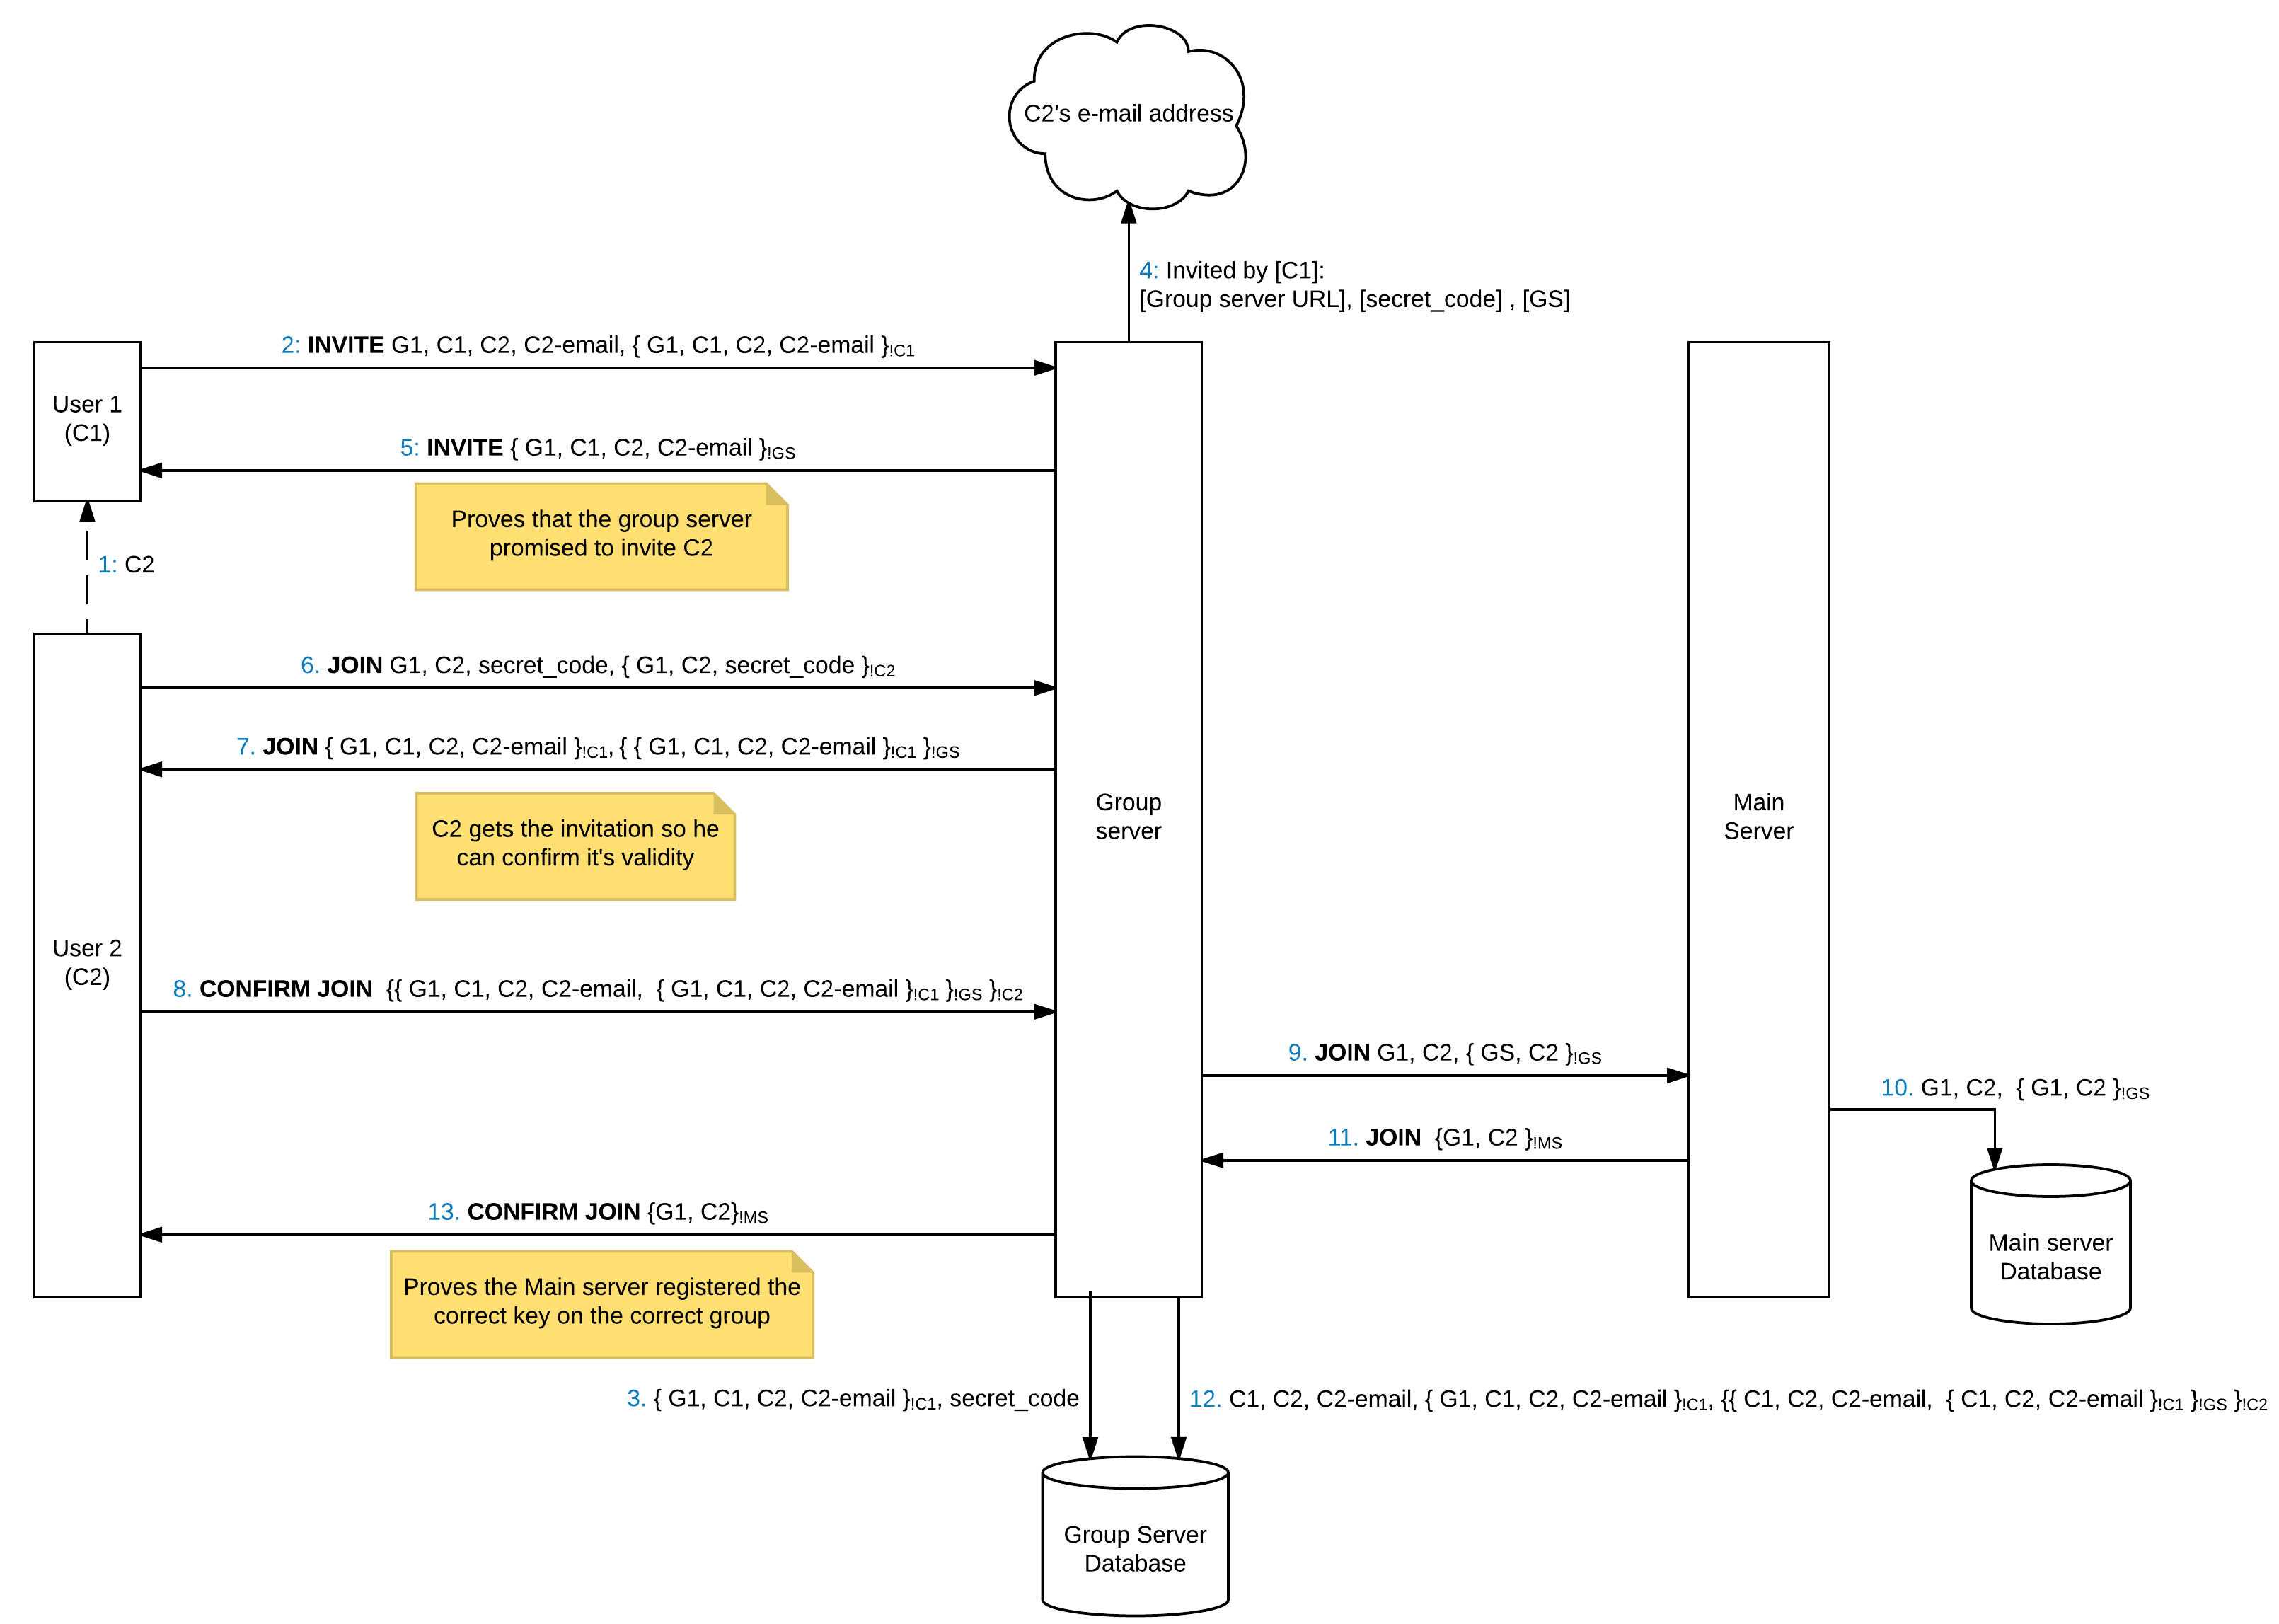 C2's e-mail address
4: Invited by [C1]:
[Group server URL], [secret_code] , [GS]
2: INVITE G1, C1, C2, C2-email, { G1, C1, C2, C2-email }!C1
User 1
(C1)
5: INVITE { G1, C1, C2, C2-email }!GS
Proves that the group server
promised to invite C2
1: C2
6. JOIN G1, C2, secret_code, { G1, C2, secret_code }!C2
7. JOIN { G1, C1, C2, C2-email }!C1, { { G1, C1, C2, C2-email }!C1 }!GS
C2 gets the invitation so he
can confirm it's validity
Group
server
Main
Server
User 2
(C2)
8. CONFIRM JOIN {{ G1, C1, C2, C2-email, { G1, C1, C2, C2-email }!C1 }!GS }!C2
9. JOIN G1, C2, { GS, C2 }!GS
10. G1, C2, { G1, C2 }!GS
11. JOIN {G1, C2 }!MS
13. CONFIRM JOIN {G1, C2}!MS
Main server
Database
Proves the Main server registered the
correct key on the correct group
3. { G1, C1, C2, C2-email }!C1, secret_code
12. C1, C2, C2-email, { G1, C1, C2, C2-email }!C1, {{ C1, C2, C2-email, { C1, C2, C2-email }!C1 }!GS }!C2
Group Server
Database